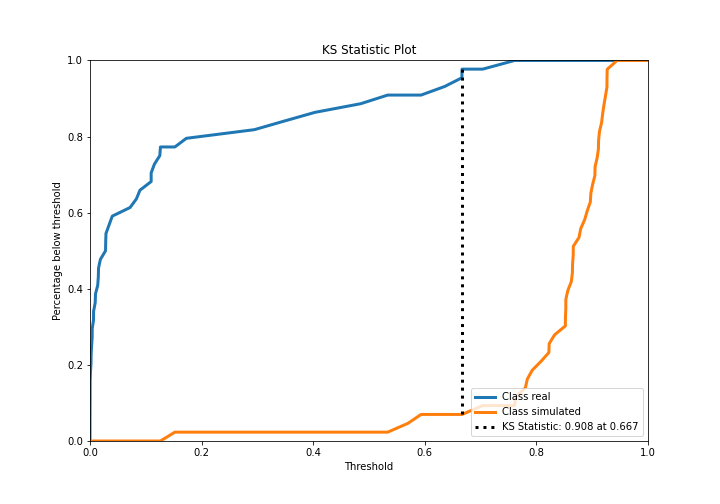 KS Statistic Plot
1.0
0.8
0.6
0.4
0.2
0.0
Percentage below threshold
0.0 0.2 0.4 0.6 0.8 1.0
Threshold
Class real
Class simulated
KS Statistic: 0.908 at 0.667